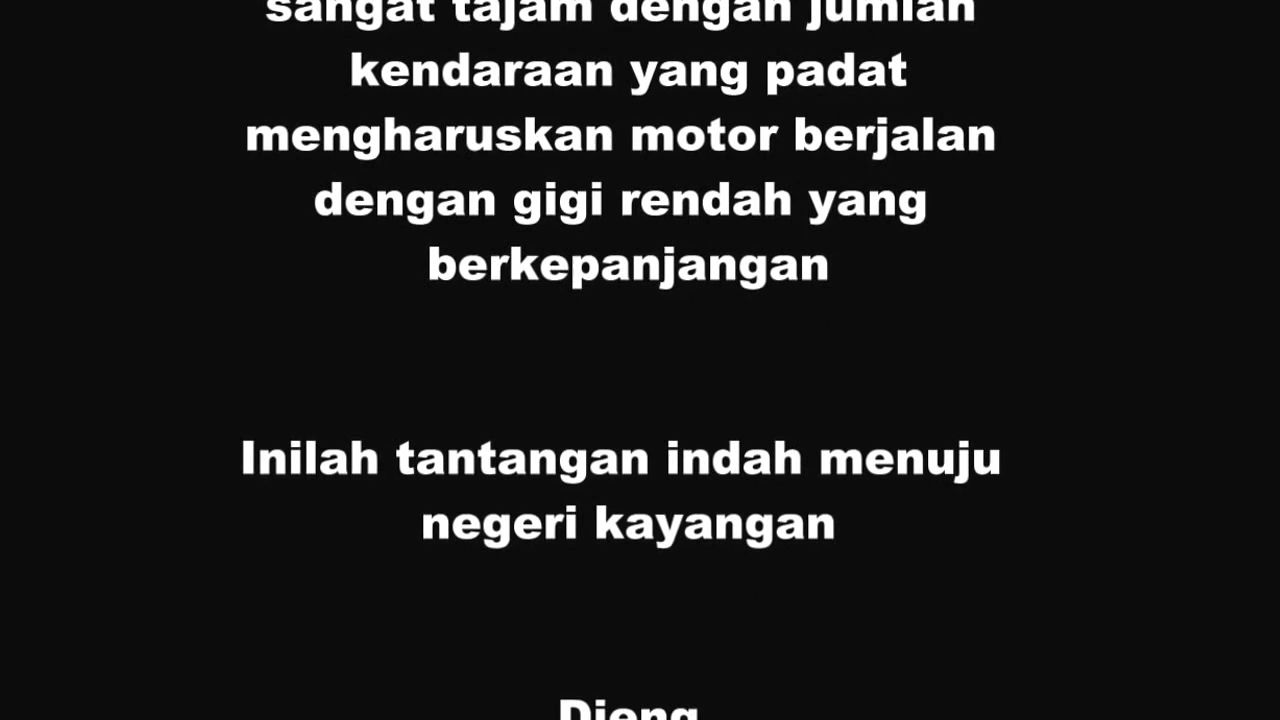 sangat tajam dengan jumlah
kendaraan yang padat
mengharuskan motor berjalan
dengan gigi rendah yang
berkepanjangan
Inilah tantangan indah menuju
negeri kayangan
Dieng